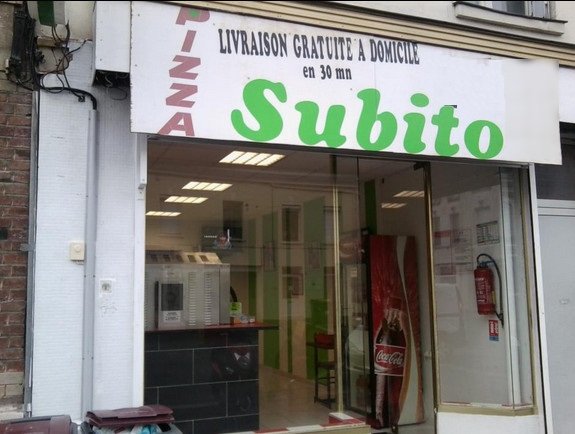 PIZZA
LIVRAISON GRATUITE A DOMICILE
en 30 mn
Subito
Coca-Cola